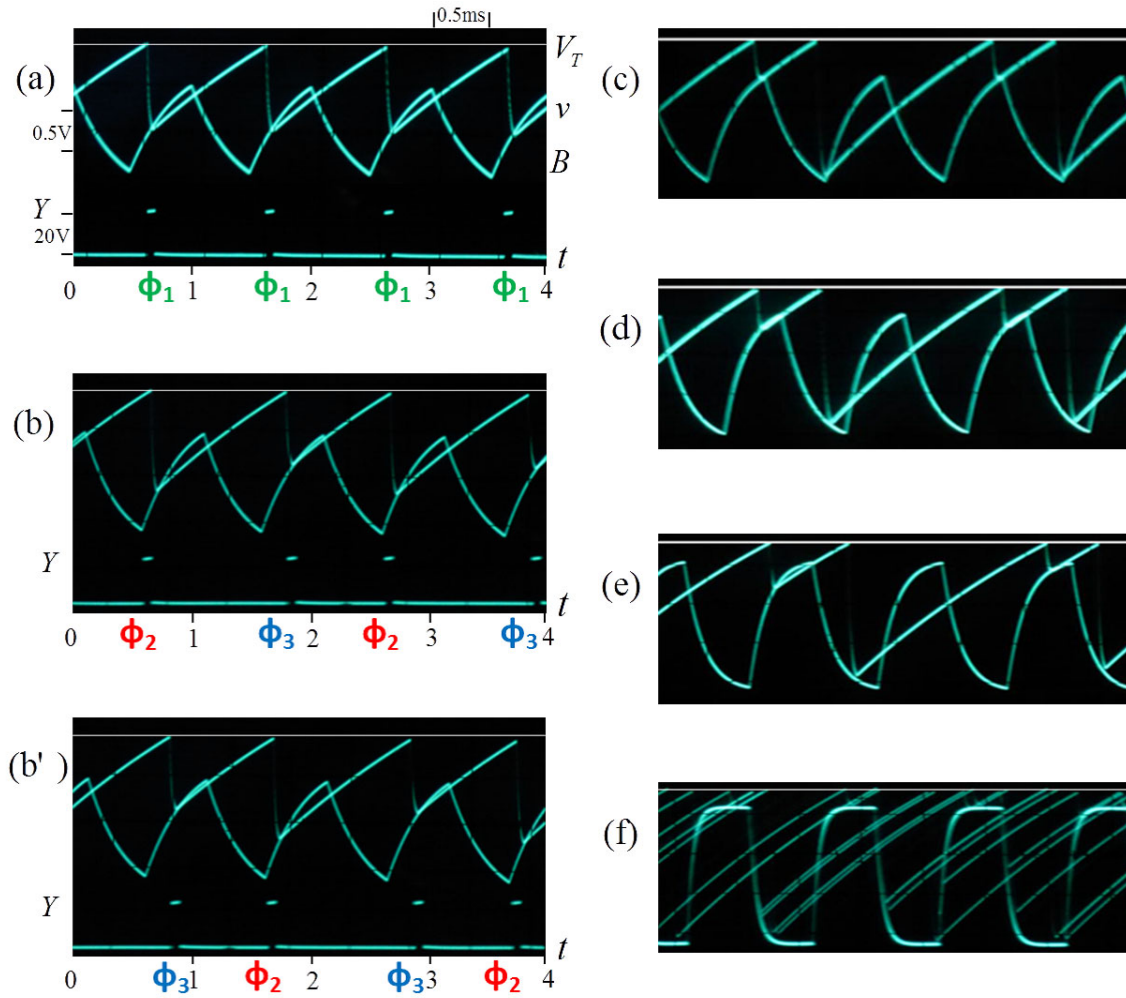 0.5ms
(a)
V_T
v
0.5V
B
Y
20V
t
0 1 2 3 4
Φ₁ Φ₁ Φ₁ Φ₁
(b)
Y
t
0 1 2 3 4
Φ₂ Φ₃ Φ₂ Φ₃
(b' )
Y
t
0 1 2 3 4
Φ₃ Φ₂ Φ₃ Φ₂
(c)
(d)
(e)
(f)